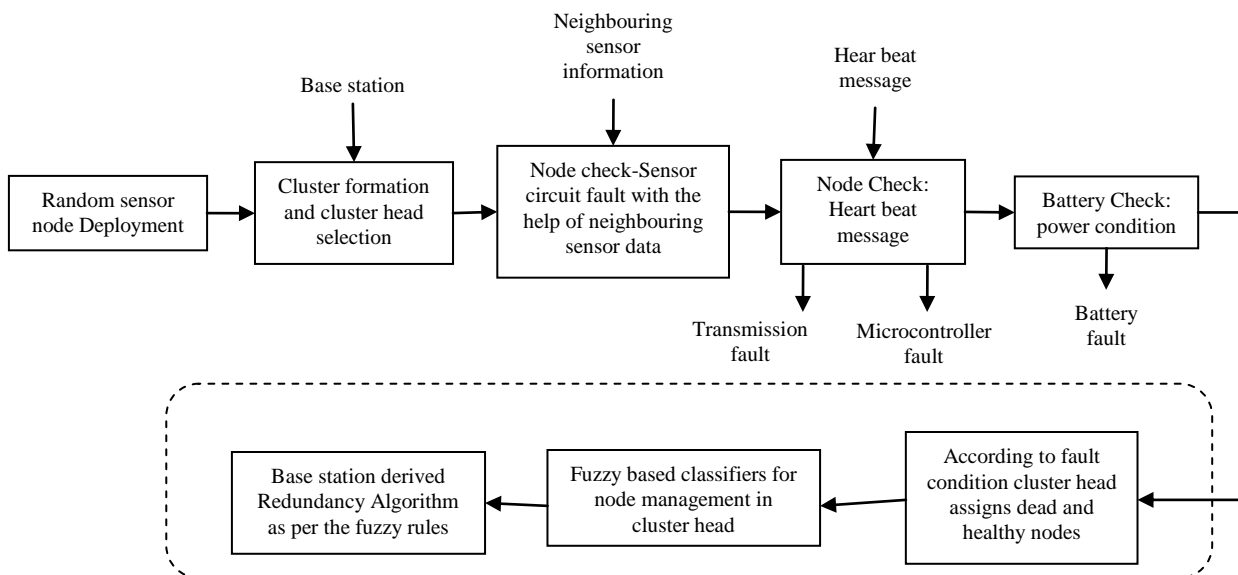 Neighbouring
sensor
information
Hear beat
message
Base station
Random sensor
node Deployment
Cluster formation
and cluster head
selection
Node check-Sensor
circuit fault with the
help of neighbouring
sensor data
Node Check:
Heart beat
message
Battery Check:
power condition
Transmission
fault
Microcontroller
fault
Battery
fault
Base station derived
Redundancy Algorithm
as per the fuzzy rules
Fuzzy based classifiers for
node management in
cluster head
According to fault
condition cluster head
assigns dead and
healthy nodes